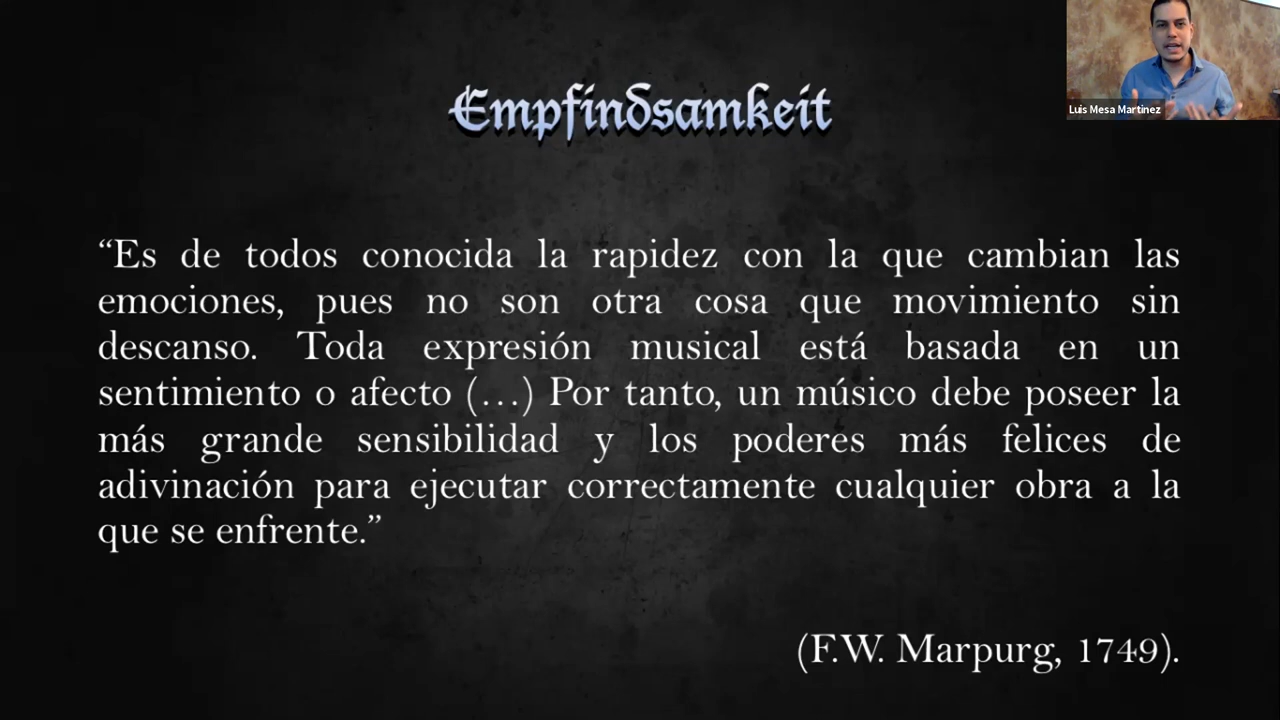 Empfindsamkeit
Luis Mesa Martinez
“Es de todos conocida la rapidez con la que cambian las
emociones, pues no son otra cosa que movimiento sin
descanso. Toda expresión musical está basada en un
sentimiento o afecto (…) Por tanto, un músico debe poseer la
más grande sensibilidad y los poderes más felices de
adivinación para ejecutar correctamente cualquier obra a la
que se enfrente.”
(F.W. Marpurg, 1749).